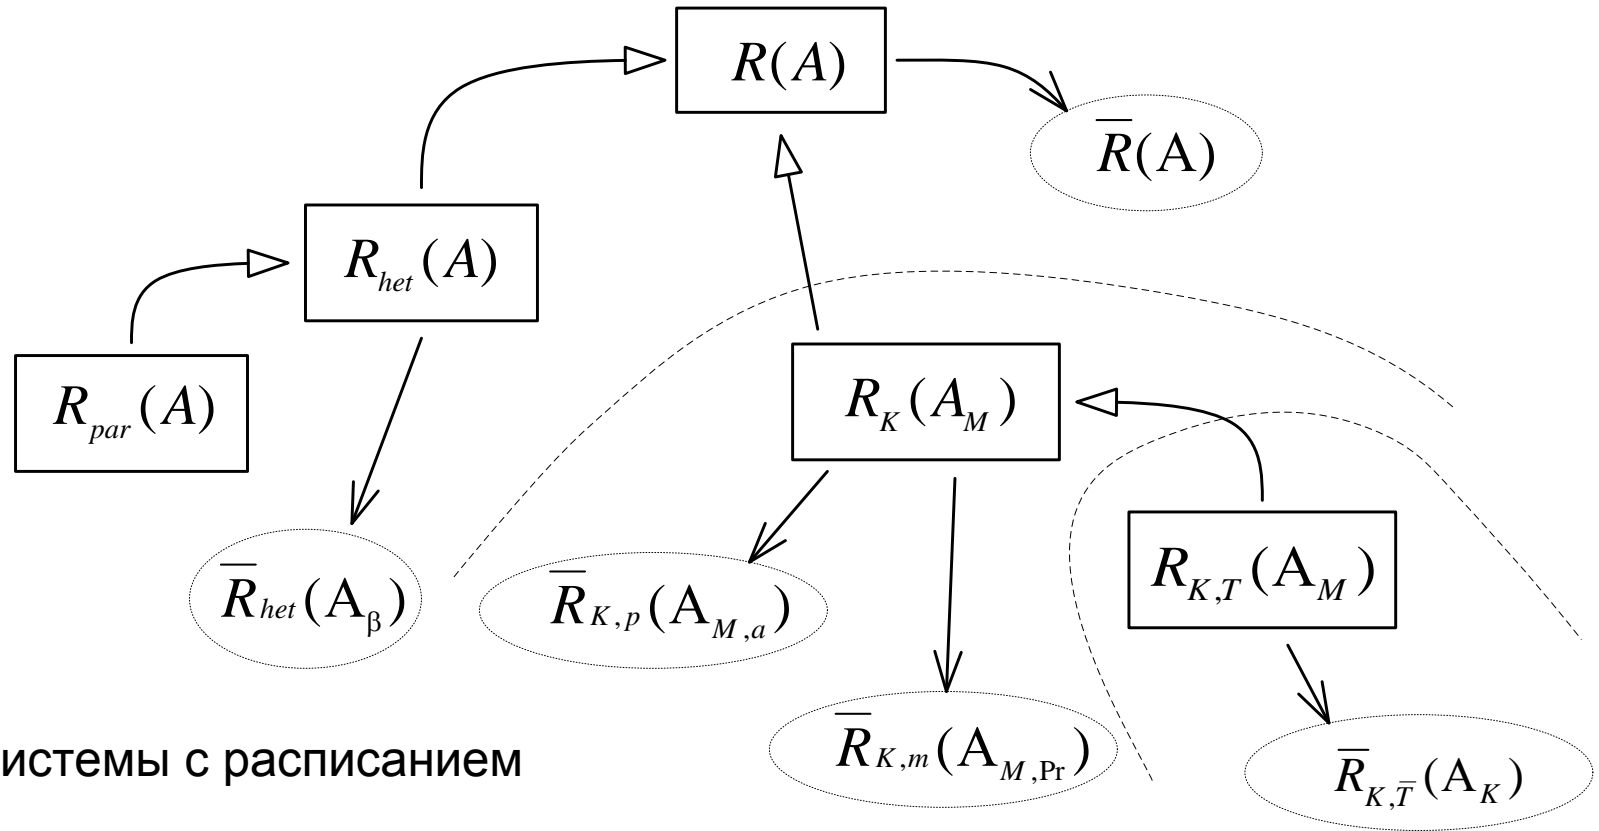 R(A)
R̅(A)
R_het(A)
R_par(A)
R_K(A_M)
R_K,T(A_M)
R̅_het(A_β)
R̅_K,p(A_M,a)
R̅_K,m(A_M,Pr)
R̅_K,T̅(A_K)
истемы с расписанием